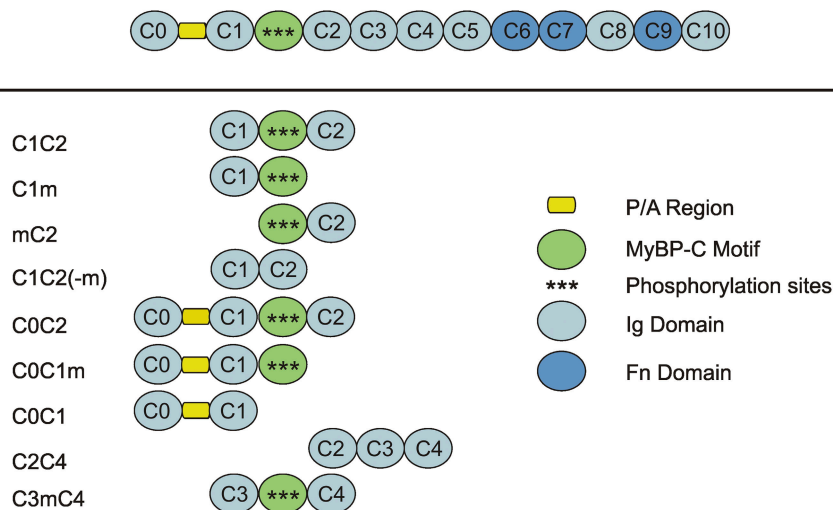 C0 C1 *** C2 C3 C4 C5 C6 C7 C8 C9 C10
C1C2 C1 *** C2
C1m C1 ***
mC2 *** C2
C1C2(-m) C1 C2
C0C2 C0 C1 *** C2
C0C1m C0 C1 ***
C0C1 C0 C1
C2C4 C2 C3 C4
C3mC4 C3 *** C4
P/A Region
MyBP-C Motif
*** Phosphorylation sites
Ig Domain
Fn Domain